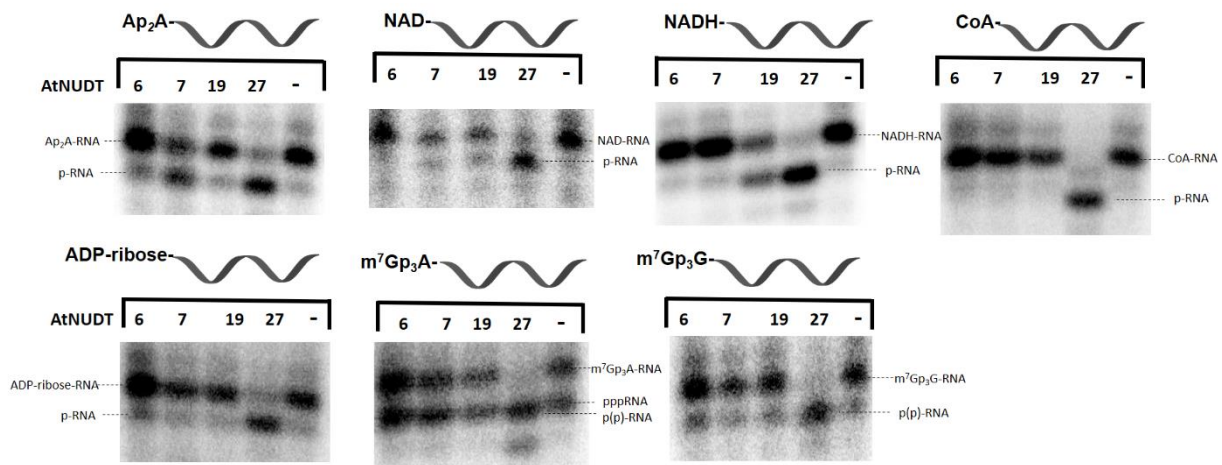 Ap₂A- NAD- NADH- CoA-
AtNUDT 6 7 19 27 - 6 7 19 27 - 6 7 19 27 - 6 7 19 27 -
Ap₂A-RNA NAD-RNA NADH-RNA CoA-RNA
p-RNA p-RNA p-RNA p-RNA
ADP-ribose- m⁷Gp₃A- m⁷Gp₃G-
AtNUDT 6 7 19 27 - 6 7 19 27 - 6 7 19 27 -
ADP-ribose-RNA m⁷Gp₃A-RNA m⁷Gp₃G-RNA
p-RNA pppRNA p(p)-RNA
p(p)-RNA